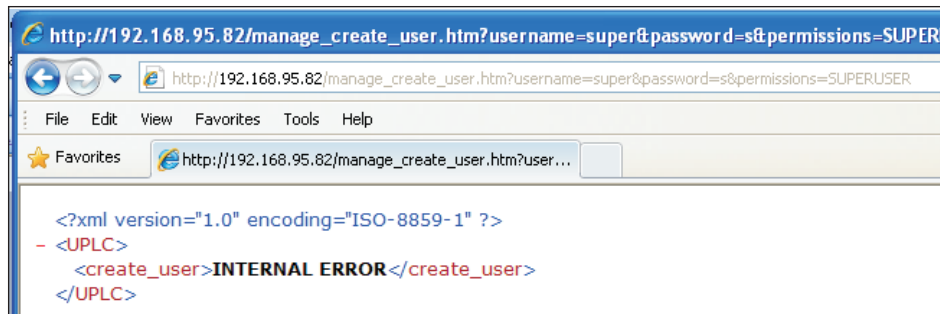 http://192.168.95.82/manage_create_user.htm?username=super&password=s&permissions=SUPER
http://192.168.95.82/manage_create_user.htm?username=super&password=s&permissions=SUPERUSER
File Edit View Favorites Tools Help
Favorites http://192.168.95.82/manage_create_user.htm?user...
<?xml version="1.0" encoding="ISO-8859-1" ?>
– <UPLC>
<create_user>INTERNAL ERROR</create_user>
</UPLC>